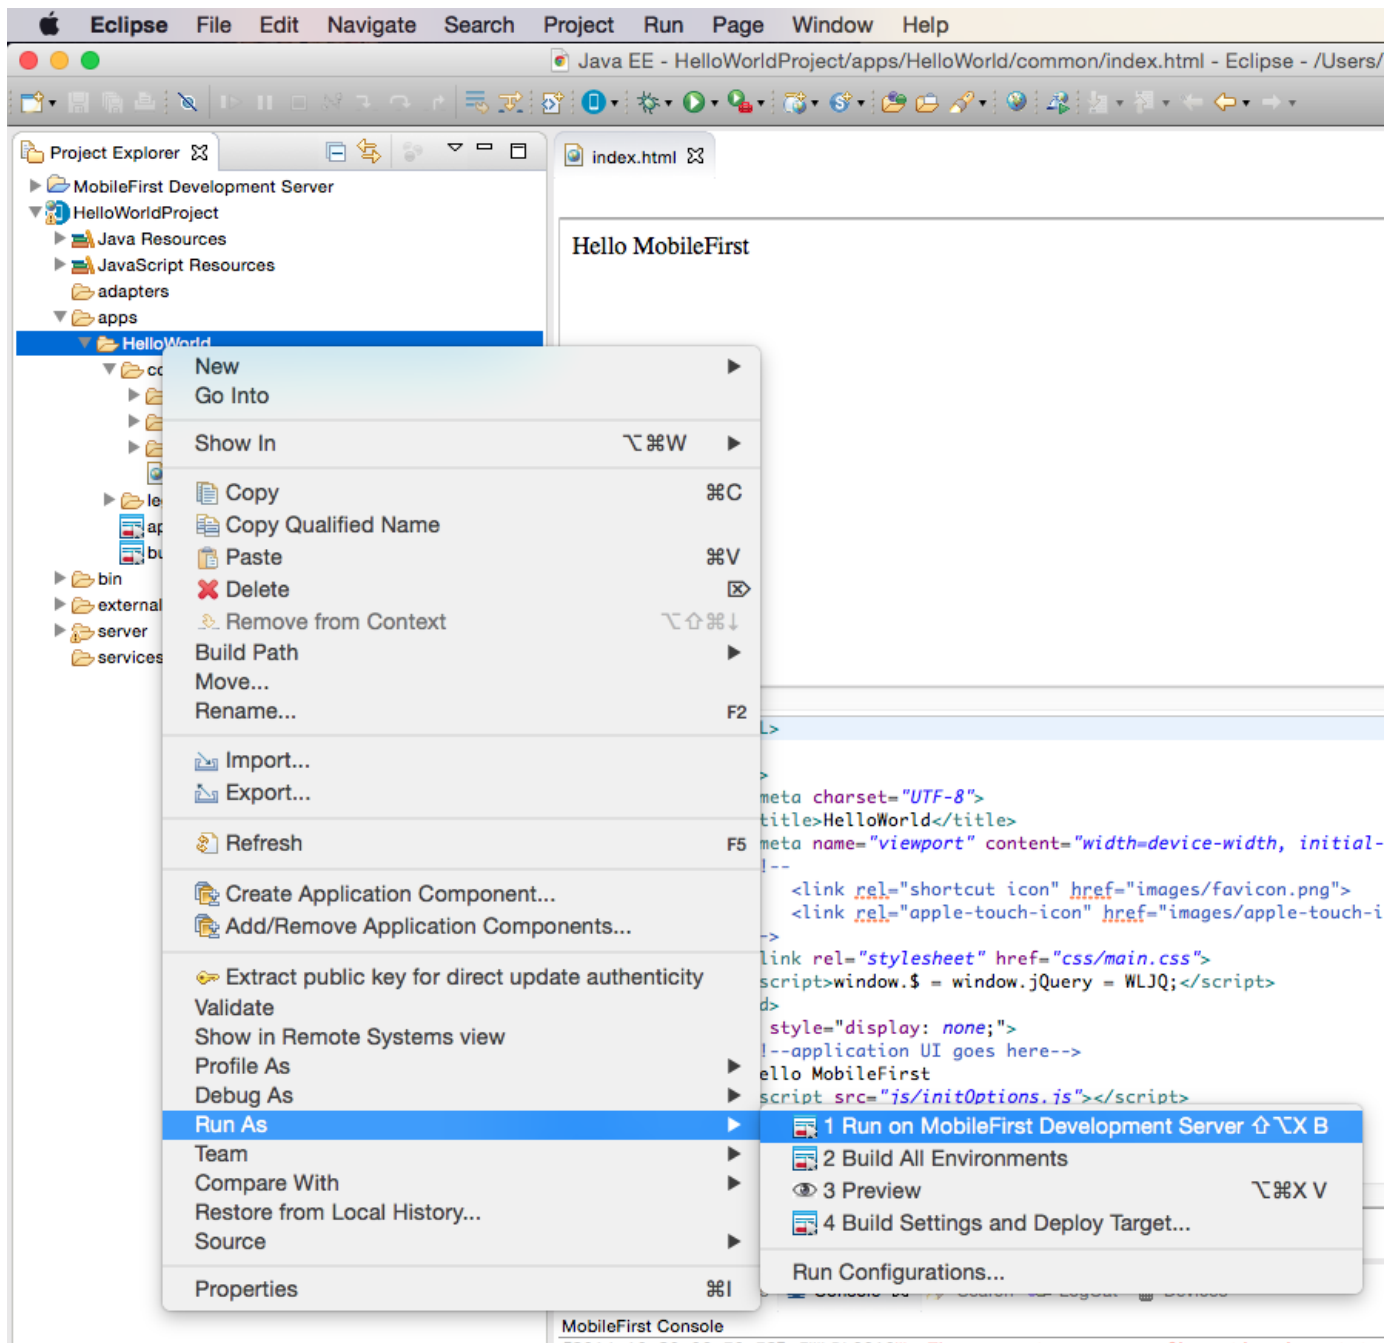 Eclipse File Edit Navigate Search Project Run Page Window Help
Java EE - HelloWorldProject/apps/HelloWorld/common/index.html - Eclipse - /Users/
Project Explorer
index.html
MobileFirst Development Server
HelloWorldProject
Java Resources
JavaScript Resources
adapters
apps
HelloWorld
bin
external
server
services
Hello MobileFirst
New
Go Into
Show In ⌥⌘W
Copy ⌘C
Copy Qualified Name
Paste ⌘V
Delete ⌦
Remove from Context ⌥⇧⌘↓
Build Path
Move...
Rename... F2
Import...
Export...
Refresh F5
Create Application Component...
Add/Remove Application Components...
Extract public key for direct update authenticity
Validate
Show in Remote Systems view
Profile As
Debug As
Run As
Team
Compare With
Restore from Local History...
Source
Properties ⌘I
1 Run on MobileFirst Development Server ⇧⌥X B
2 Build All Environments
3 Preview ⌥⌘X V
4 Build Settings and Deploy Target...
Run Configurations...
L>
>
meta charset="UTF-8">
title>HelloWorld</title>
meta name="viewport" content="width=device-width, initial-
!--
<link rel="shortcut icon" href="images/favicon.png">
<link rel="apple-touch-icon" href="images/apple-touch-i
->
link rel="stylesheet" href="css/main.css">
script>window.$ = window.jQuery = WLJQ;</script>
d>
style="display: none;">
!--application UI goes here-->
ello MobileFirst
script src="js/initOptions.js"></script>
Console
MobileFirst Console